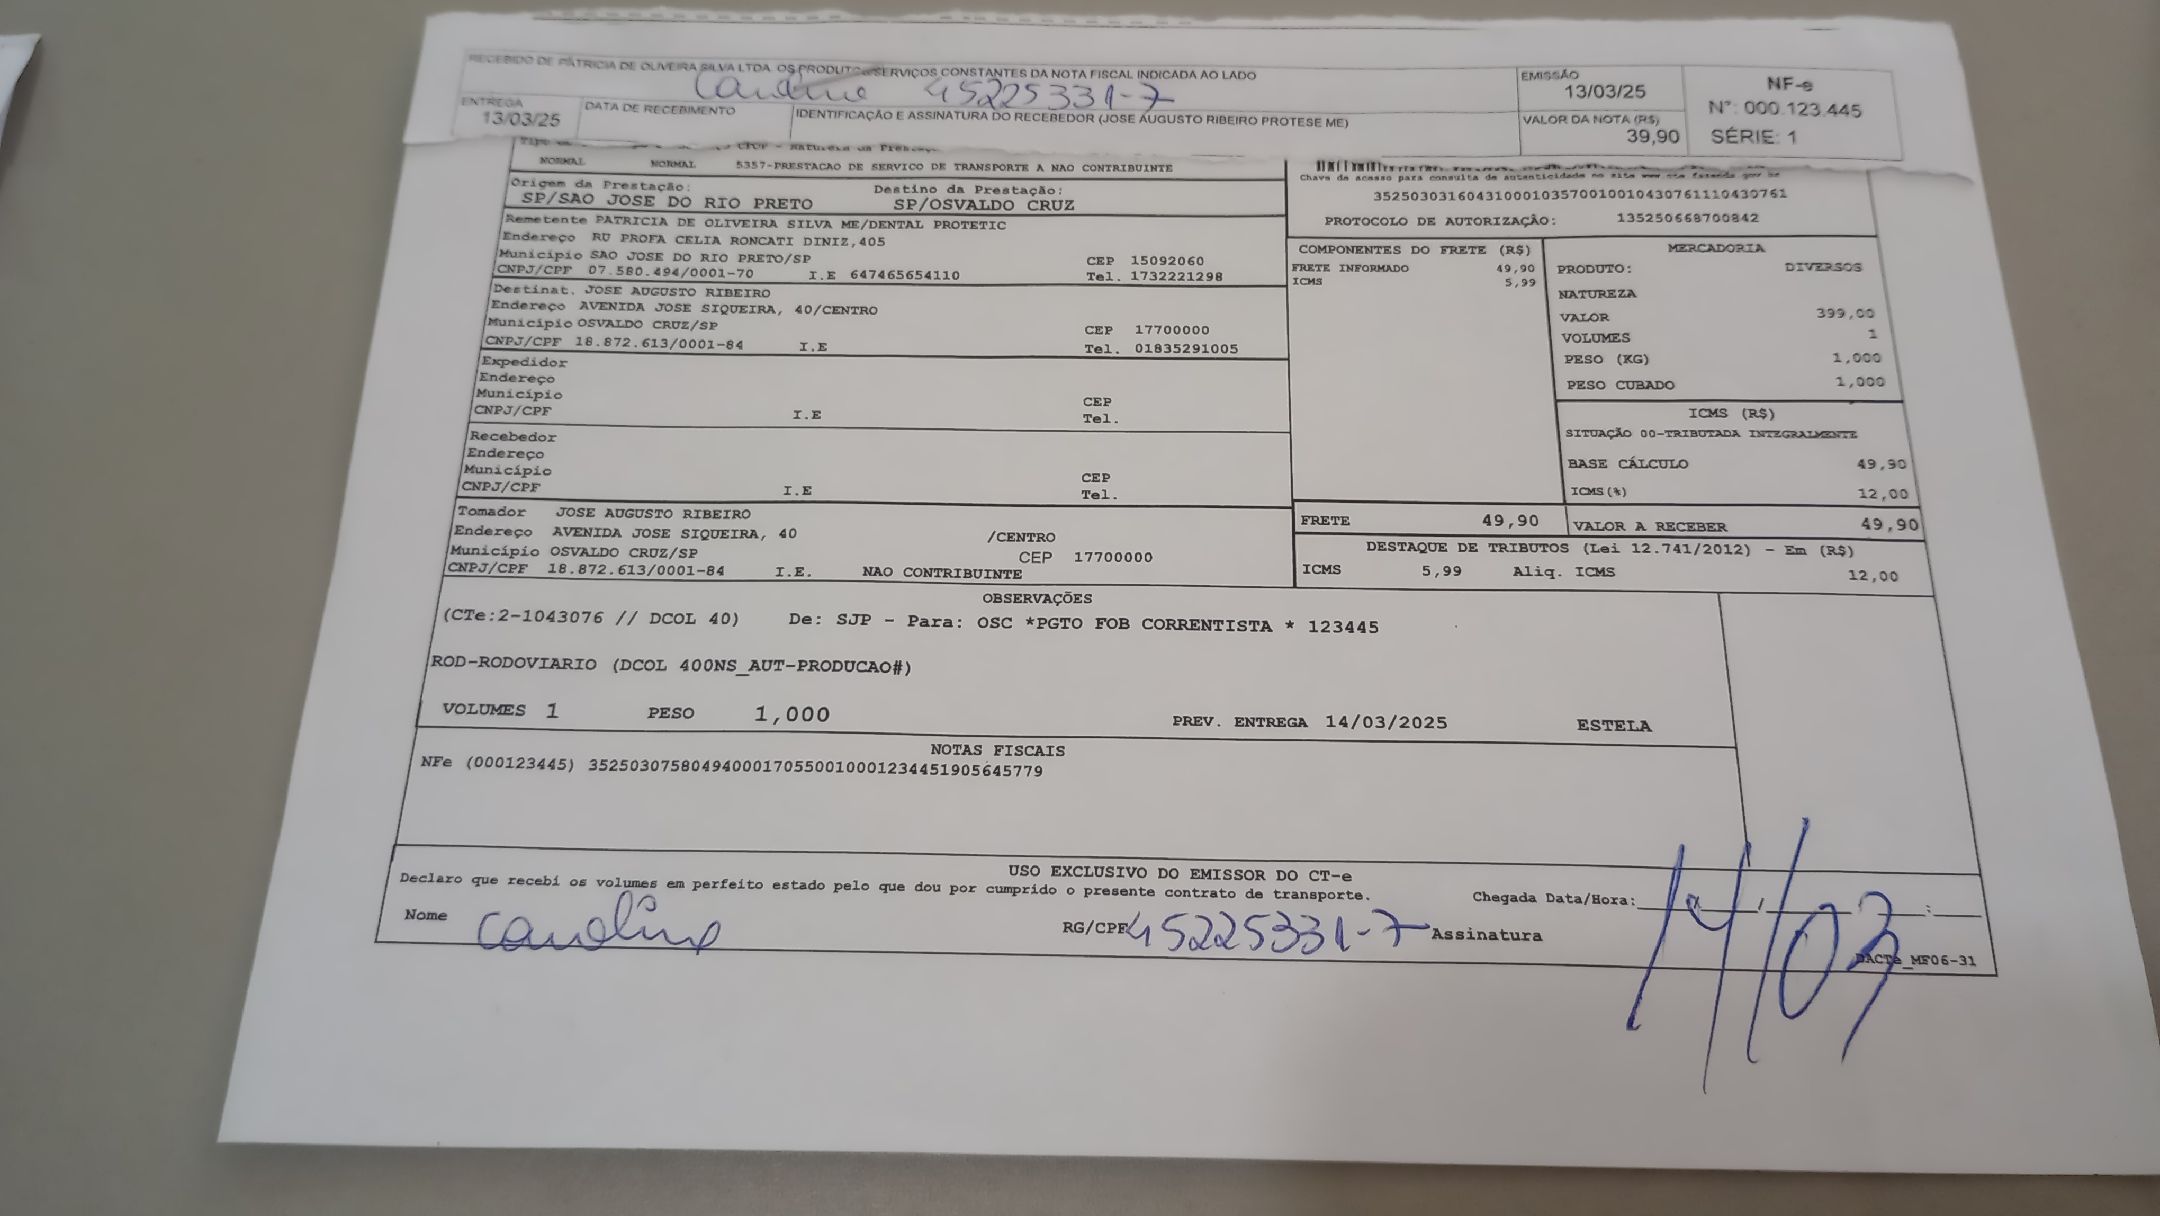 RECEBIDO DE PATRICIA DE OLIVEIRA SILVA LTDA OS PRODUTOS SERVIÇOS CONSTANTES DA NOTA FISCAL INDICADA AO LADO
45225331-7
ENTREGA
13/03/25
DATA DE RECEBIMENTO
IDENTIFICAÇÃO E ASSINATURA DO RECEBEDOR (JOSE AUGUSTO RIBEIRO PROTESE ME)
EMISSÃO
13/03/25
VALOR DA NOTA (R$)
39,90
NF-e
N°: 000.123.445
SÉRIE: 1
NORMAL NORMAL 5357-PRESTACAO DE SERVICO DE TRANSPORTE A NAO CONTRIBUINTE
Origem da Prestação: Destino da Prestação:
SP/SAO JOSE DO RIO PRETO SP/OSVALDO CRUZ
Remetente PATRICIA DE OLIVEIRA SILVA ME/DENTAL PROTETIC
Endereço RU PROFA CELIA RONCATI DINIZ,405
Município SAO JOSE DO RIO PRETO/SP CEP 15092060
CNPJ/CPF 07.580.494/0001-70 I.E 647465654110 Tel. 1732221298
Destinat. JOSE AUGUSTO RIBEIRO
Endereço AVENIDA JOSE SIQUEIRA, 40/CENTRO
Município OSVALDO CRUZ/SP CEP 17700000
CNPJ/CPF 18.872.613/0001-84 I.E Tel. 01835291005
Expedidor
Endereço
Município CEP
CNPJ/CPF I.E Tel.
Recebedor
Endereço
Município CEP
CNPJ/CPF I.E Tel.
Tomador JOSE AUGUSTO RIBEIRO
Endereço AVENIDA JOSE SIQUEIRA, 40 /CENTRO
Município OSVALDO CRUZ/SP CEP 17700000
CNPJ/CPF 18.872.613/0001-84 I.E. NAO CONTRIBUINTE
Chave de acesso para consulta de autenticidade no site www.cte.fazenda.gov.br
35250303160431000103570010010430761110430761
PROTOCOLO DE AUTORIZAÇÃO: 135250668700842
COMPONENTES DO FRETE (R$)
FRETE INFORMADO 49,90
ICMS 5,99
MERCADORIA
PRODUTO: DIVERSOS
NATUREZA
VALOR 399,00
VOLUMES 1
PESO (KG) 1,000
PESO CUBADO 1,000
ICMS (R$)
SITUAÇÃO 00-TRIBUTADA INTEGRALMENTE
BASE CÁLCULO 49,90
ICMS(%) 12,00
FRETE 49,90 VALOR A RECEBER 49,90
DESTAQUE DE TRIBUTOS (Lei 12.741/2012) - Em (R$)
ICMS 5,99 Aliq. ICMS 12,00
OBSERVAÇÕES
(CTe:2-1043076 // DCOL 40) De: SJP - Para: OSC *PGTO FOB CORRENTISTA * 123445
ROD-RODOVIARIO (DCOL 400NS_AUT-PRODUCAO#)
VOLUMES 1 PESO 1,000 PREV. ENTREGA 14/03/2025 ESTELA
NOTAS FISCAIS
NFe (000123445) 35250307580494000170550010001234451905645779
USO EXCLUSIVO DO EMISSOR DO CT-e
Declaro que recebi os volumes em perfeito estado pelo que dou por cumprido o presente contrato de transporte.
Chegada Data/Hora: 14/03
Nome Caroline RG/CPF 45225331-7 Assinatura
DACTe_MF06-31